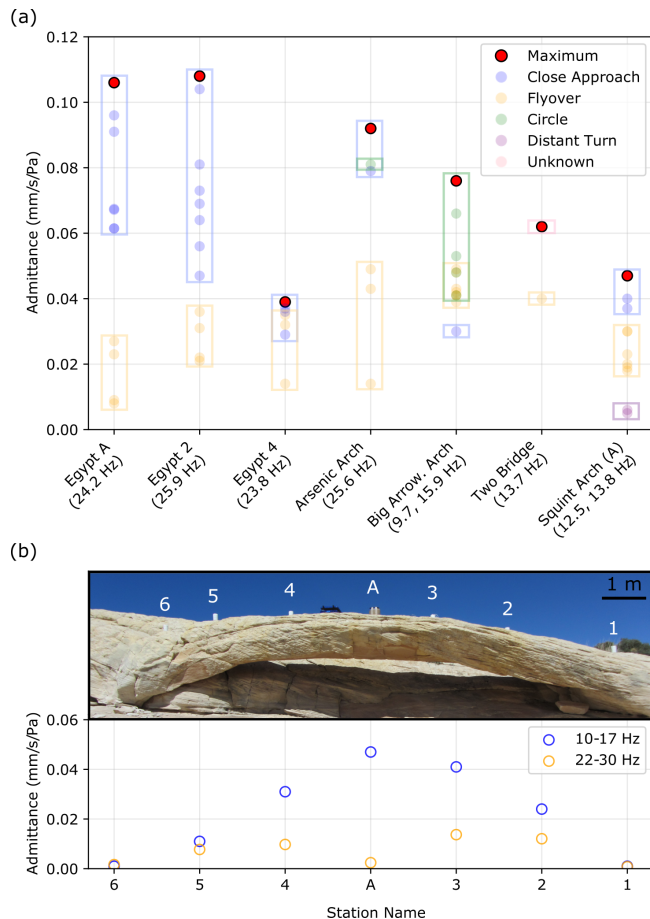 (a)
0.12
0.10
0.08
0.06
0.04
0.02
0.00
Admittance (mm/s/Pa)
Maximum
Close Approach
Flyover
Circle
Distant Turn
Unknown
Egypt A
(24.2 Hz)
Egypt 2
(25.9 Hz)
Egypt 4
(23.8 Hz)
Arsenic Arch
(25.6 Hz)
Big Arrow. Arch
(9.7, 15.9 Hz)
Two Bridge
(13.7 Hz)
Squint Arch (A)
(12.5, 13.8 Hz)
(b)
6
5
4
A
3
2
1
1 m
0.06
0.04
0.02
0.00
Admittance (mm/s/Pa)
10-17 Hz
22-30 Hz
6
5
4
A
3
2
1
Station Name